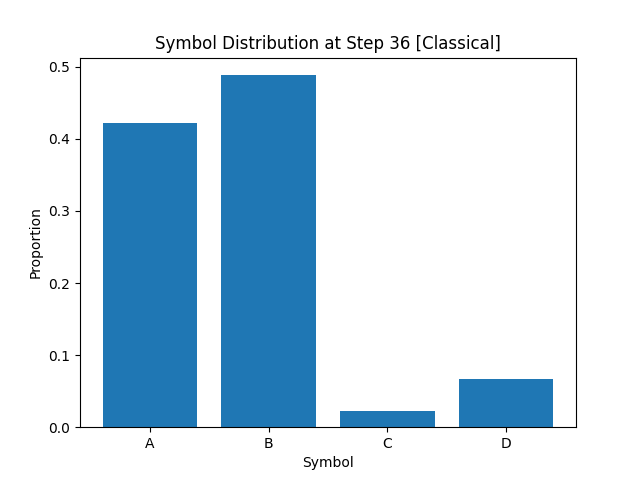 Symbol Distribution at Step 36 [Classical]
0.5
0.4
0.3
0.2
0.1
0.0
Proportion
A B C D
Symbol